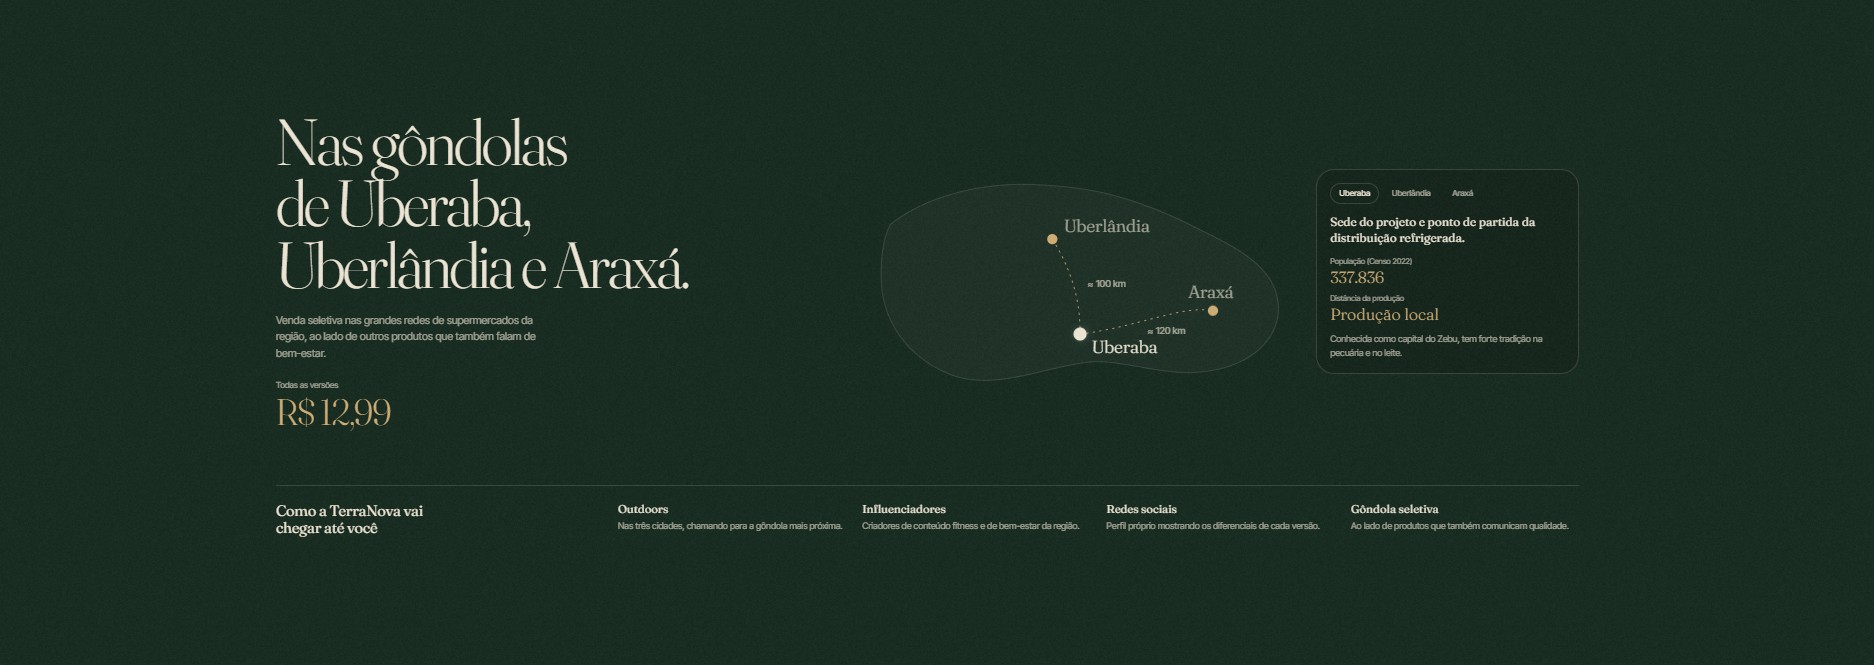 Nas gôndolas
de Uberaba,
Uberlândia e Araxá.
Venda seletiva nas grandes redes de supermercados da
região, ao lado de outros produtos que também falam de
bem-estar.
Todas as versões
R$ 12,99
Uberlândia
≈ 100 km
Araxá
≈ 120 km
Uberaba
Uberaba Uberlândia Araxá
Sede do projeto e ponto de partida da
distribuição refrigerada.
População (Censo 2022)
337.836
Distância da produção
Produção local
Conhecida como capital do Zebu, tem forte tradição na
pecuária e no leite.
Como a TerraNova vai
chegar até você
Outdoors
Nas três cidades, chamando para a gôndola mais próxima.
Influenciadores
Criadores de conteúdo fitness e de bem-estar da região.
Redes sociais
Perfil próprio mostrando os diferenciais de cada versão.
Gôndola seletiva
Ao lado de produtos que também comunicam qualidade.